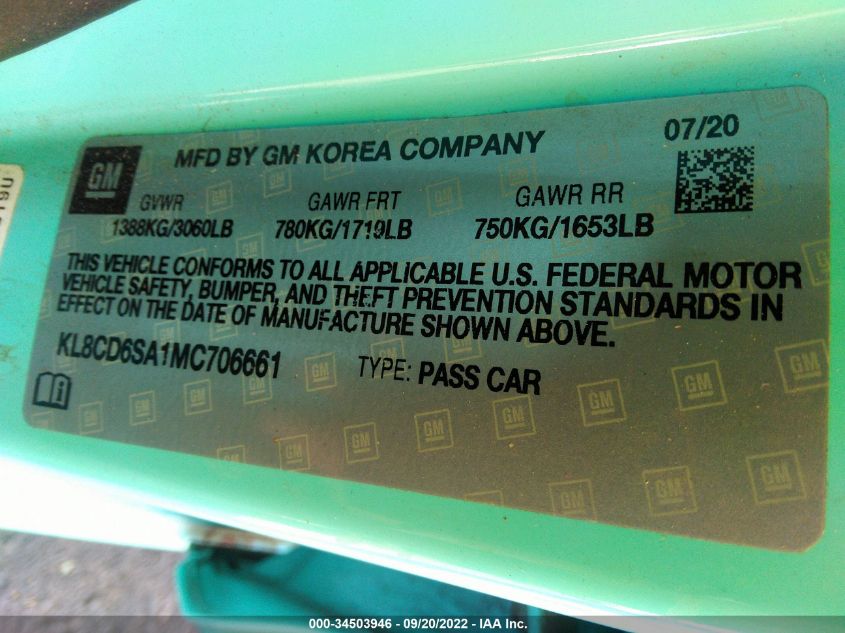 07/20
MFD BY GM KOREA COMPANY
GM
GVWR GAWR FRT GAWR RR
1388KG/3060LB 780KG/1719LB 750KG/1653LB
THIS VEHICLE CONFORMS TO ALL APPLICABLE U.S. FEDERAL MOTOR
VEHICLE SAFETY, BUMPER, AND THEFT PREVENTION STANDARDS IN
EFFECT ON THE DATE OF MANUFACTURE SHOWN ABOVE.
KL8CD6SA1MC706661 TYPE: PASS CAR
000-34503946 - 09/20/2022 - IAA Inc.